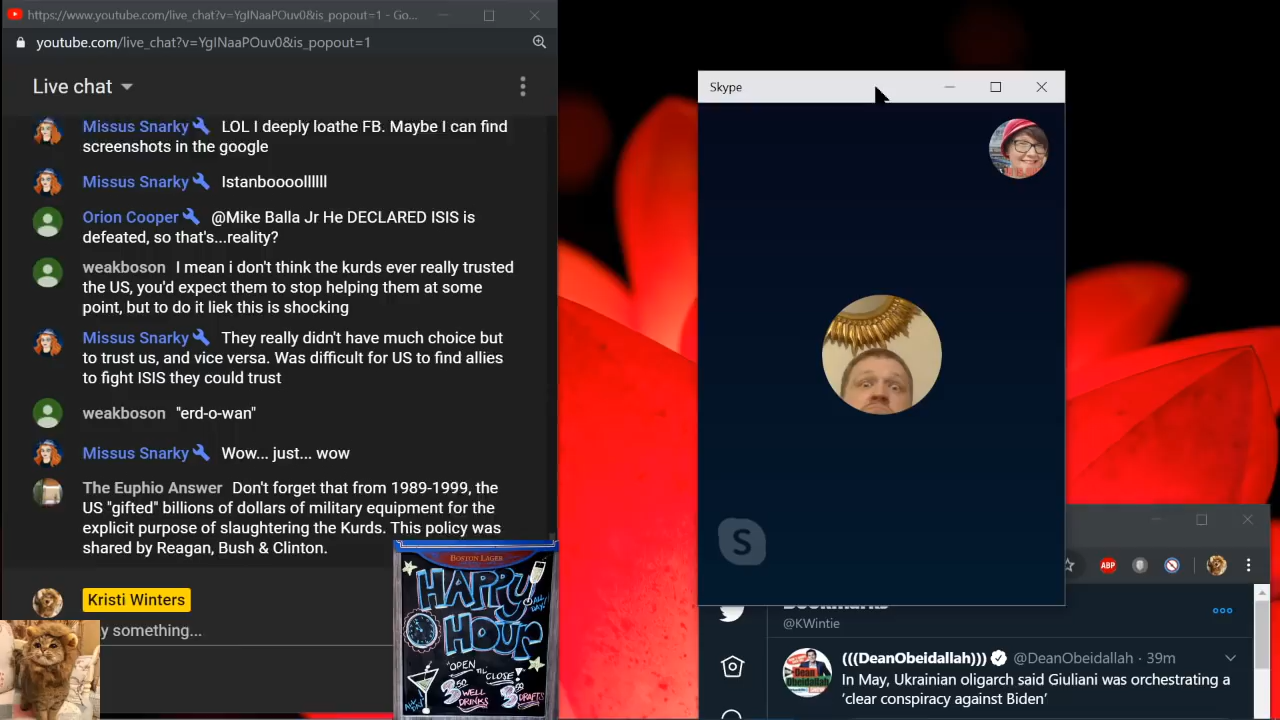 https://www.youtube.com/live_chat?v=YgINaaPOuv0&is_popout=1 - Go...
youtube.com/live_chat?v=YgINaaPOuv0&is_popout=1
Live chat
Missus Snarky LOL I deeply loathe FB. Maybe I can find
screenshots in the google
Missus Snarky Istanboooollllll
Orion Cooper @Mike Balla Jr He DECLARED ISIS is
defeated, so that's...reality?
weakboson I mean i don't think the kurds ever really trusted
the US, you'd expect them to stop helping them at some
point, but to do it liek this is shocking
Missus Snarky They really didn't have much choice but
to trust us, and vice versa. Was difficult for US to find allies
to fight ISIS they could trust
weakboson "erd-o-wan"
Missus Snarky Wow... just... wow
The Euphio Answer Don't forget that from 1989-1999, the
US "gifted" billions of dollars of military equipment for the
explicit purpose of slaughtering the Kurds. This policy was
shared by Reagan, Bush & Clinton.
Kristi Winters
y something...
BOSTON LAGER
HAPPY
ALL
DAY!
HOUR
"OPEN
'TIL"
CLOSE!
3.50
WELL
DRINKS
3.50
DRAFTS
Skype
S
ABP
Bookmarks
@KWintie
(((DeanObeidallah))) @DeanObeidallah · 39m
In May, Ukrainian oligarch said Giuliani was orchestrating a
'clear conspiracy against Biden'